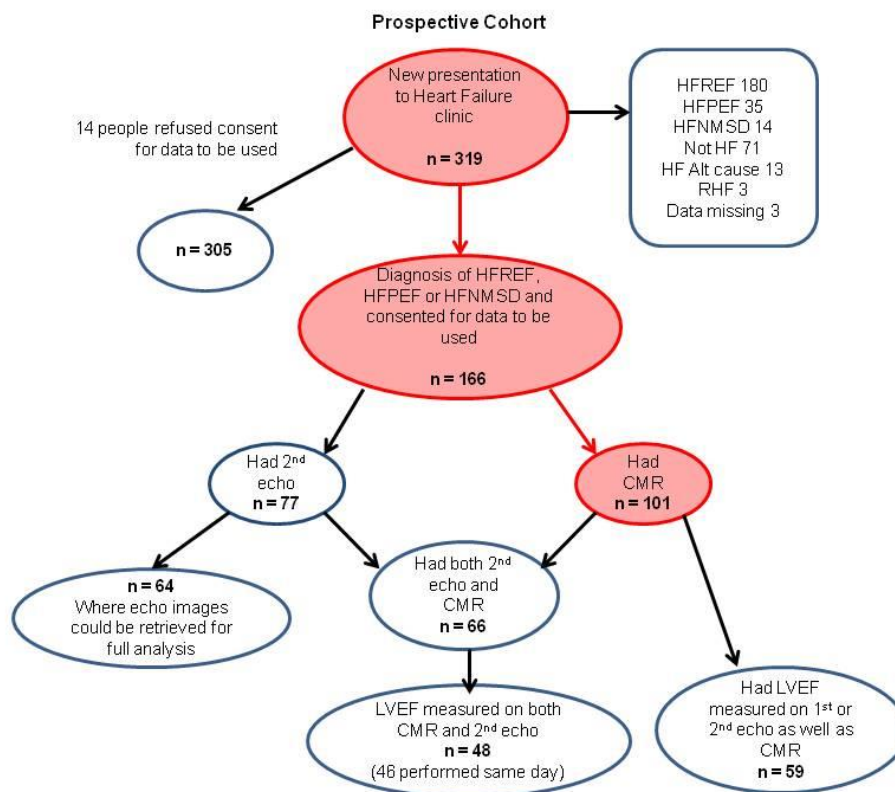 Prospective Cohort
New presentation
to Heart Failure
clinic
n = 319
HFREF 180
HFPEF 35
HFNMSD 14
Not HF 71
HF Alt cause 13
RHF 3
Data missing 3
14 people refused consent
for data to be used
n = 305
Diagnosis of HFREF,
HFPEF or HFNMSD and
consented for data to be
used
n = 166
Had 2nd
echo
n = 77
Had
CMR
n = 101
n = 64
Where echo images
could be retrieved for
full analysis
Had both 2nd
echo and
CMR
n = 66
LVEF measured on both
CMR and 2nd echo
n = 48
(46 performed same day)
Had LVEF
measured on 1st or
2nd echo as well as
CMR
n = 59